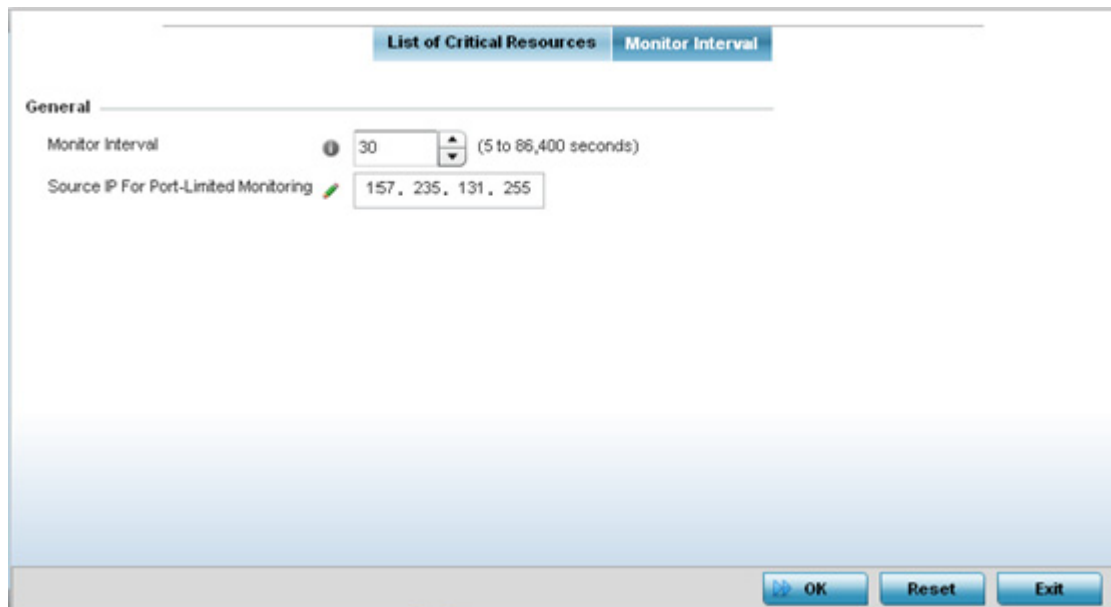 List of Critical Resources Monitor Interval
General
Monitor Interval 30 (5 to 86,400 seconds)
Source IP For Port-Limited Monitoring 157. 235. 131. 255
OK Reset Exit